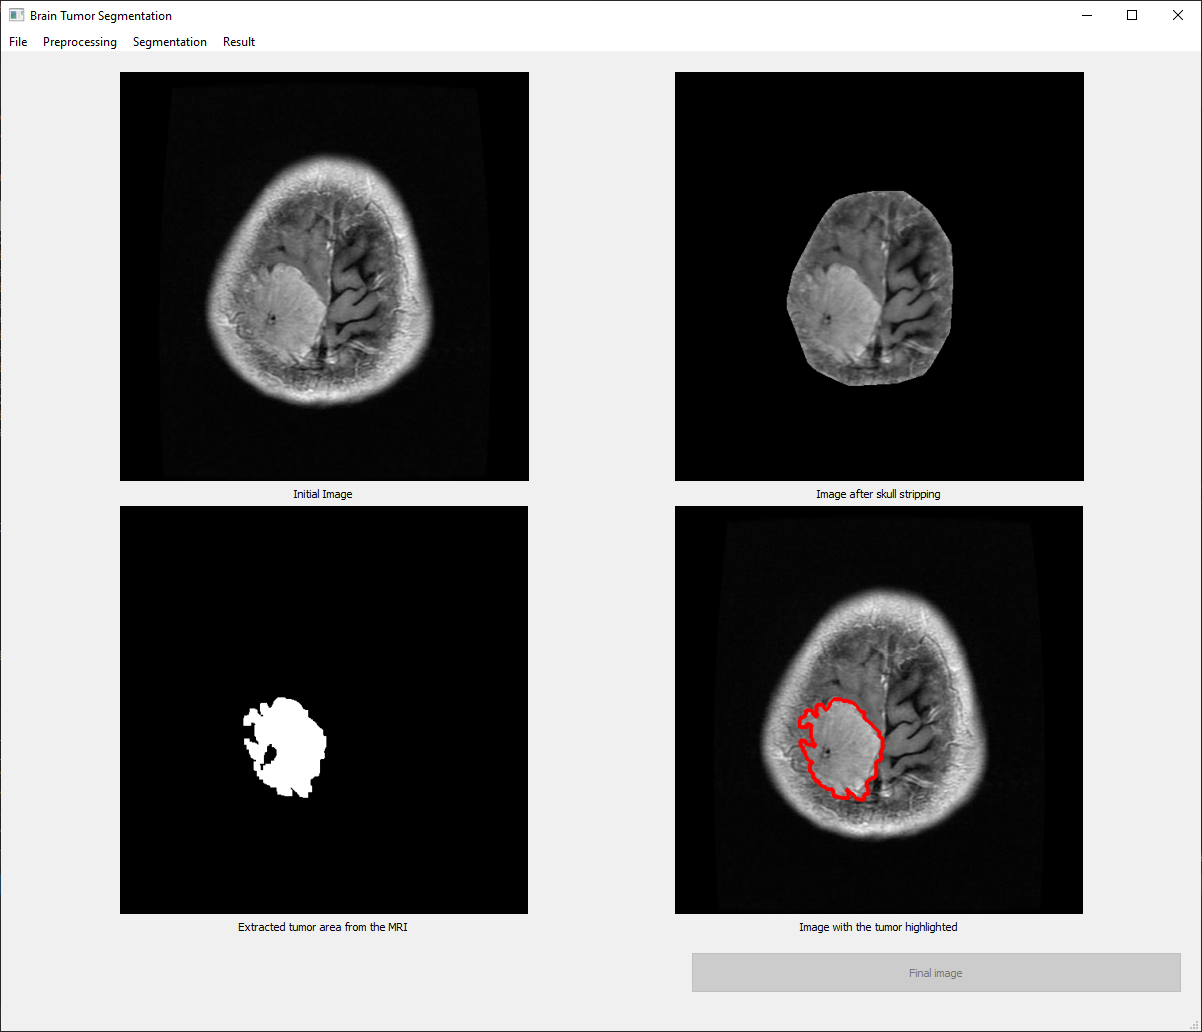 Brain Tumor Segmentation
File Preprocessing Segmentation Result
Initial Image
Image after skull stripping
Extracted tumor area from the MRI
Image with the tumor highlighted
Final image